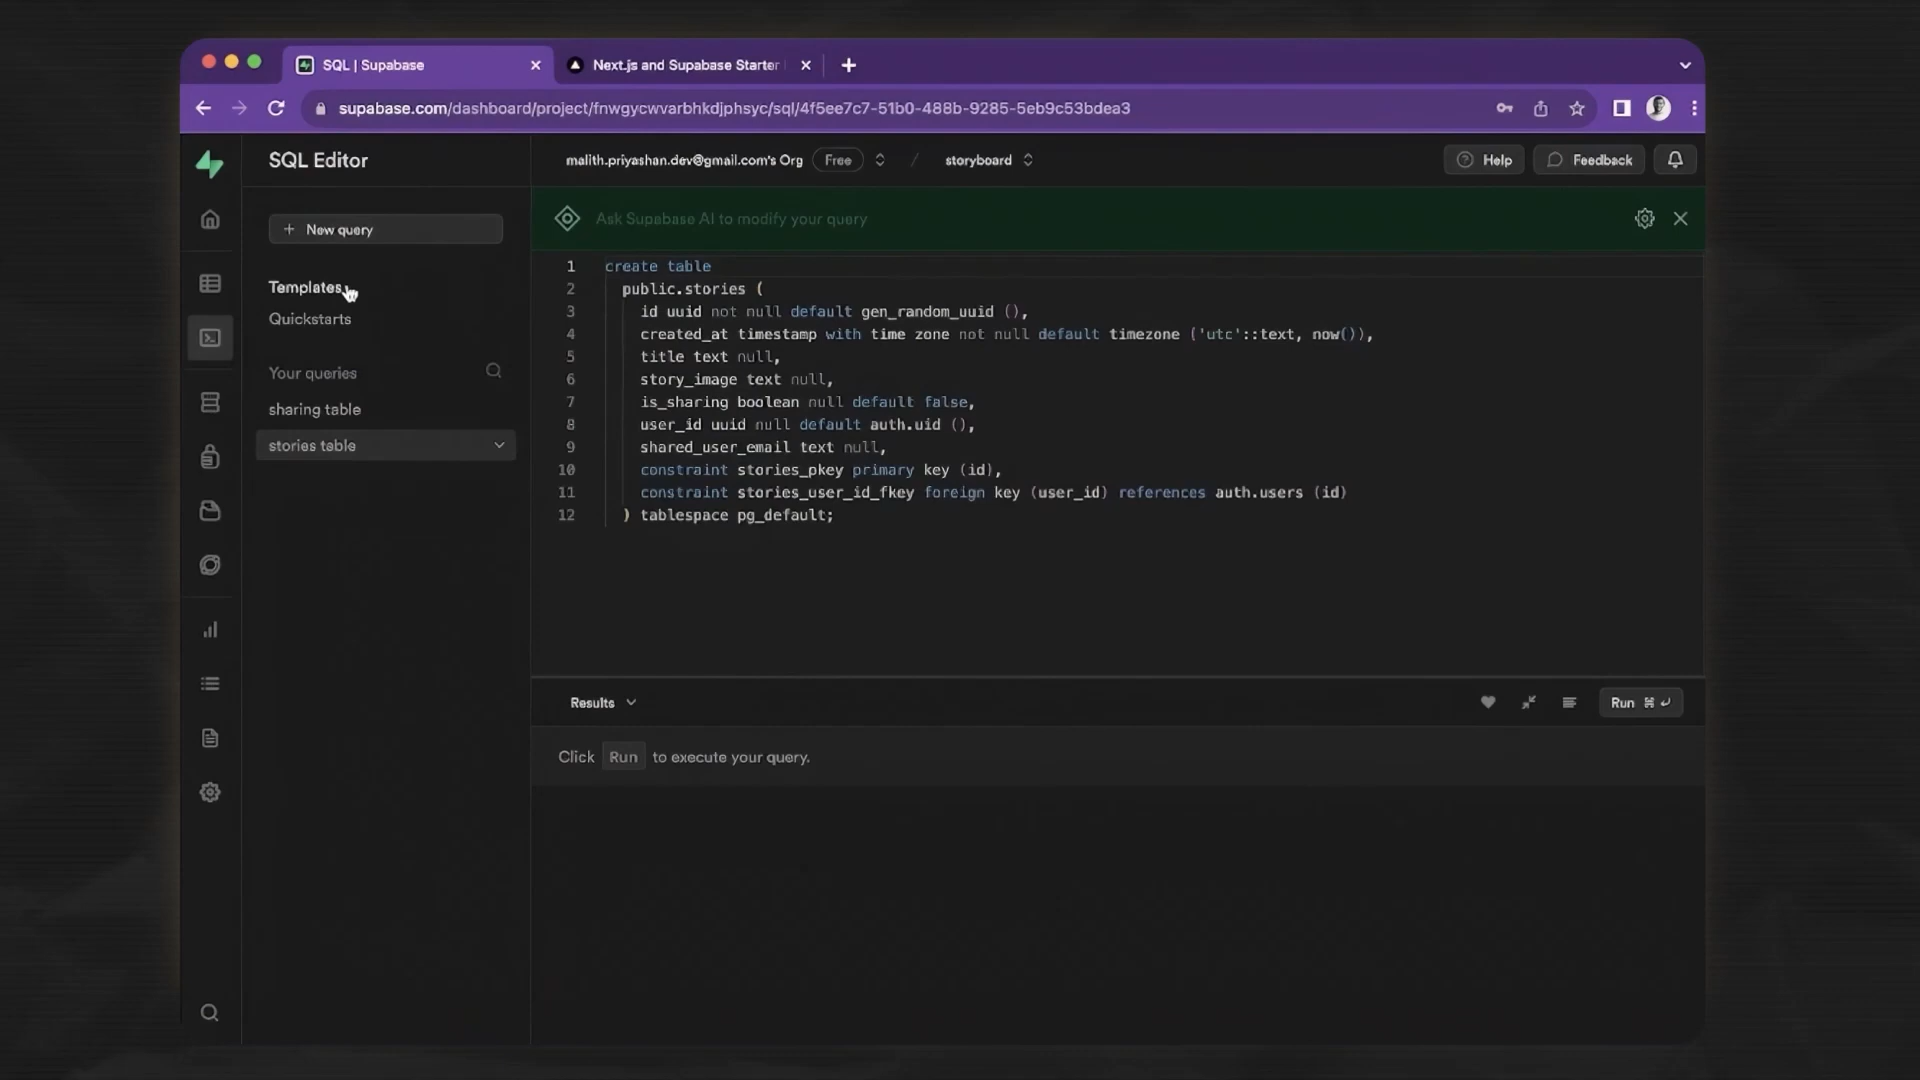 SQL | Supabase
Next.js and Supabase Starter
supabase.com/dashboard/project/fnwgycwvarbhkdjphsyc/sql/4f5ee7c7-51b0-488b-9285-5eb9c53bdea3
SQL Editor
malith.priyashan.dev@gmail.com's Org Free / storyboard
Help
Feedback
+ New query
Ask Supabase AI to modify your query
Templates
Quickstarts
Your queries
sharing table
stories table
1 create table
2 public.stories (
3 id uuid not null default gen_random_uuid (),
4 created_at timestamp with time zone not null default timezone ('utc'::text, now()),
5 title text null,
6 story_image text null,
7 is_sharing boolean null default false,
8 user_id uuid null default auth.uid (),
9 shared_user_email text null,
10 constraint stories_pkey primary key (id),
11 constraint stories_user_id_fkey foreign key (user_id) references auth.users (id)
12 ) tablespace pg_default;
Results
Run ⌘ ↵
Click Run to execute your query.